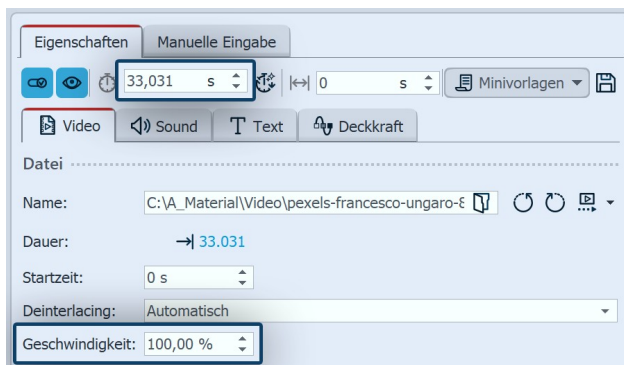 Eigenschaften Manuelle Eingabe
33,031 s 0 s Minivorlagen
Video Sound T Text Deckkraft
Datei
Name: C:\A_Material\Video\pexels-francesco-ungaro-8
Dauer: 33.031
Startzeit: 0 s
Deinterlacing: Automatisch
Geschwindigkeit: 100,00 %